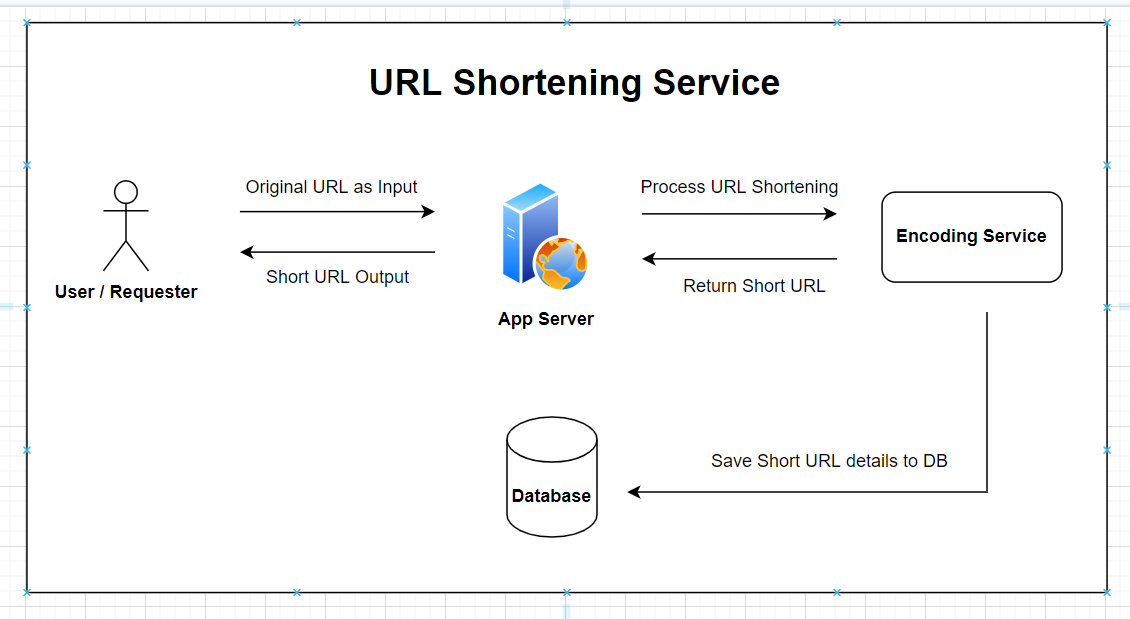 URL Shortening Service
Original URL as Input
Process URL Shortening
Encoding Service
Short URL Output
Return Short URL
User / Requester
App Server
Save Short URL details to DB
Database